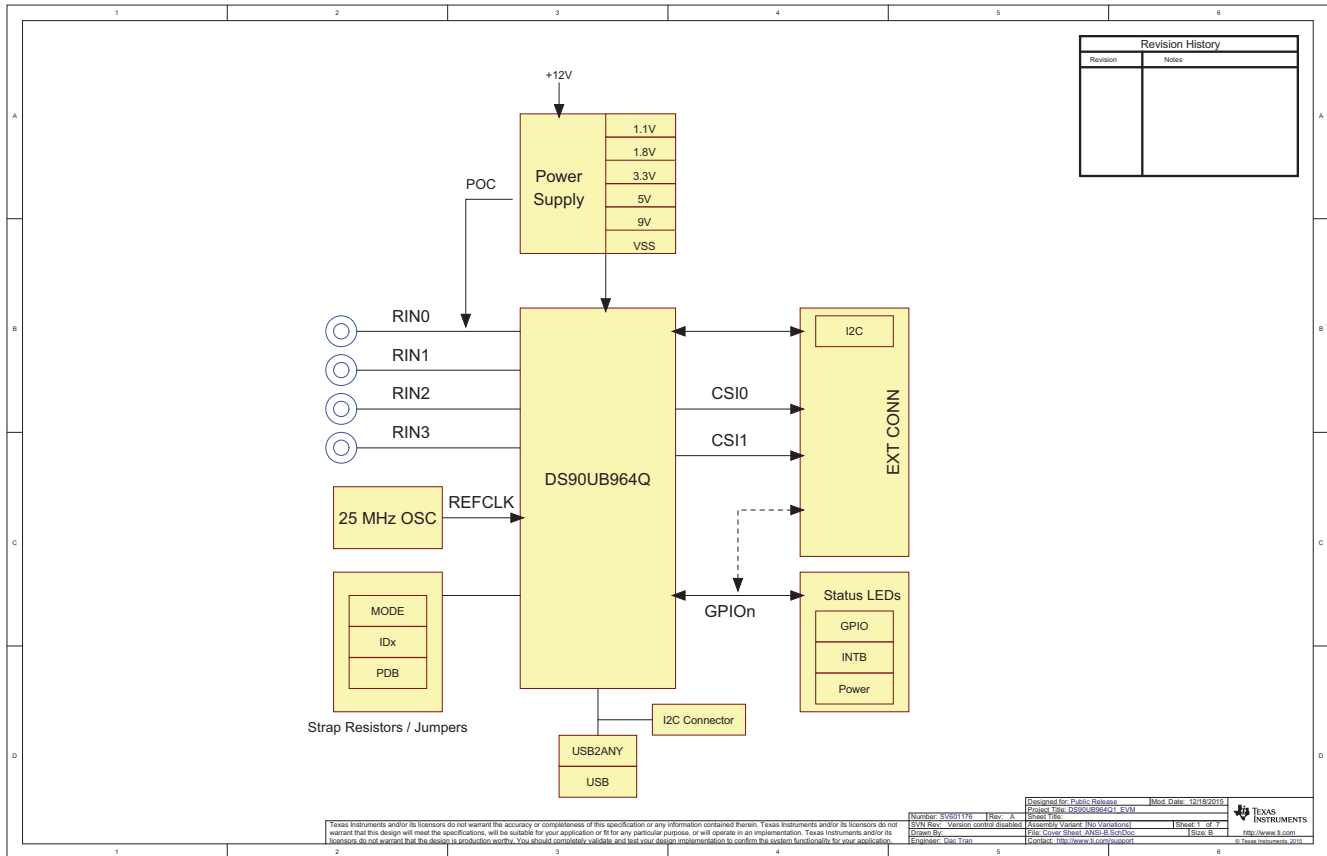 1 2 3 4 5 6
Revision History
Revision Notes
+12V
A A
Power
Supply
1.1V
1.8V
3.3V
5V
9V
VSS
POC
B B
RIN0
RIN1
RIN2
RIN3
I2C
CSI0
CSI1
EXT CONN
DS90UB964Q
25 MHz OSC
REFCLK
C C
MODE
IDx
PDB
Strap Resistors / Jumpers
GPIOn
Status LEDs
GPIO
INTB
Power
I2C Connector
USB2ANY
USB
D D
Texas Instruments and/or its licensors do not warrant the accuracy or completeness of this specification or any information contained therein. Texas Instruments and/or its licensors do not
warrant that this design will meet the specifications, will be suitable for your application or fit for any particular purpose, or will operate in an implementation. Texas Instruments and/or its
licensors do not warrant that the design is production worthy. You should completely validate and test your design implementation to confirm the system functionality for your application.
Number: SV601176 Rev: A
SVN Rev: Version control disabled
Drawn By:
Engineer: Dac Tran
Designed for: Public Release Mod. Date: 12/18/2015
Project Title: DS90UB964Q1_EVM
Sheet Title:
Assembly Variant: [No Variations] Sheet: 1 of 7
File: Cover Sheet_ANSI-B.SchDoc Size: B
Contact: http://www.ti.com/support
TEXAS
INSTRUMENTS
http://www.ti.com
© Texas Instruments 2015
1 2 3 4 5 6